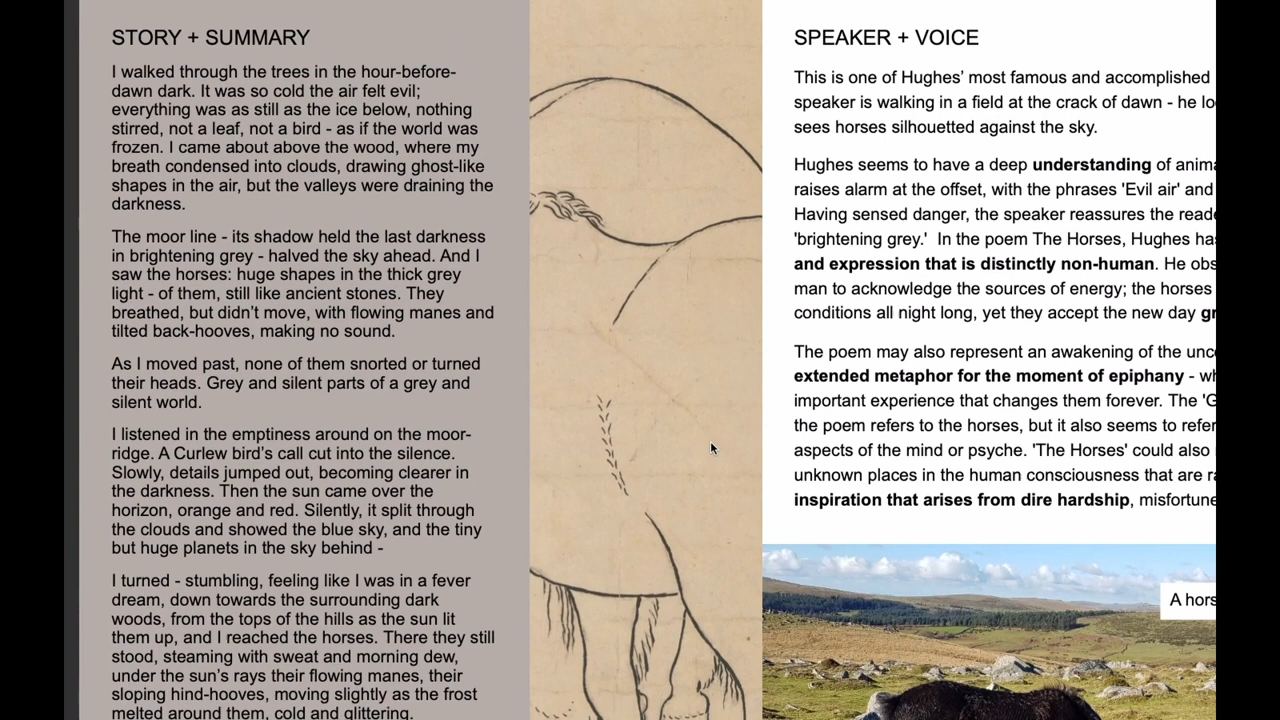 STORY + SUMMARY
I walked through the trees in the hour-before-
dawn dark. It was so cold the air felt evil;
everything was as still as the ice below, nothing
stirred, not a leaf, not a bird - as if the world was
frozen. I came about above the wood, where my
breath condensed into clouds, drawing ghost-like
shapes in the air, but the valleys were draining the
darkness.
The moor line - its shadow held the last darkness
in brightening grey - halved the sky ahead. And I
saw the horses: huge shapes in the thick grey
light - of them, still like ancient stones. They
breathed, but didn’t move, with flowing manes and
tilted back-hooves, making no sound.
As I moved past, none of them snorted or turned
their heads. Grey and silent parts of a grey and
silent world.
I listened in the emptiness around on the moor-
ridge. A Curlew bird’s call cut into the silence.
Slowly, details jumped out, becoming clearer in
the darkness. Then the sun came over the
horizon, orange and red. Silently, it split through
the clouds and showed the blue sky, and the tiny
but huge planets in the sky behind -
I turned - stumbling, feeling like I was in a fever
dream, down towards the surrounding dark
woods, from the tops of the hills as the sun lit
them up, and I reached the horses. There they still
stood, steaming with sweat and morning dew,
under the sun’s rays their flowing manes, their
sloping hind-hooves, moving slightly as the frost
melted around them, cold and glittering.
SPEAKER + VOICE
This is one of Hughes’ most famous and accomplished
speaker is walking in a field at the crack of dawn - he
sees horses silhouetted against the sky.
Hughes seems to have a deep understanding of
raises alarm at the offset, with the phrases 'Evil air' and
Having sensed danger, the speaker reassures the
'brightening grey.' In the poem The Horses, Hughes
and expression that is distinctly non-human. He
man to acknowledge the sources of energy; the horses
conditions all night long, yet they accept the new day
The poem may also represent an awakening of the
extended metaphor for the moment of epiphany -
important experience that changes them forever. The
the poem refers to the horses, but it also seems to
aspects of the mind or psyche. 'The Horses' could also
unknown places in the human consciousness that are
inspiration that arises from dire hardship,
A